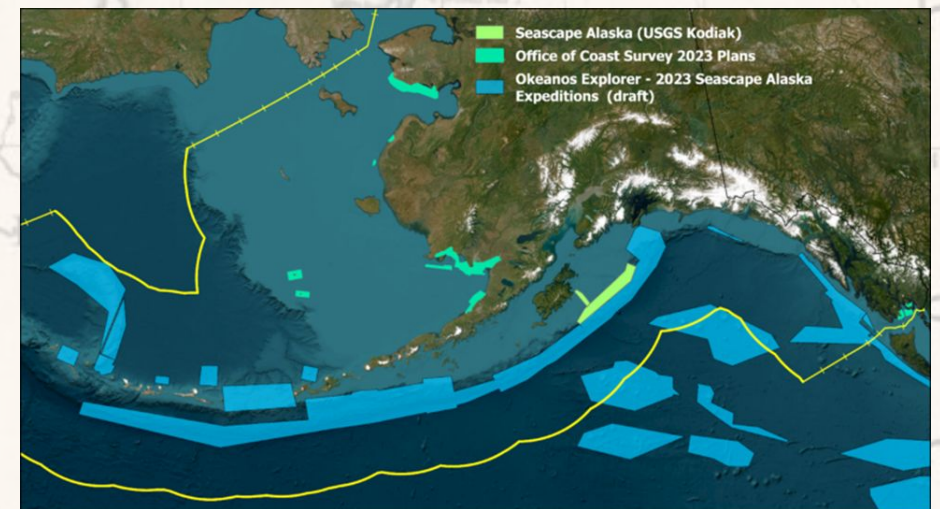 Seascape Alaska (USGS Kodiak)
Office of Coast Survey 2023 Plans
Okeanos Explorer - 2023 Seascape Alaska
Expeditions (draft)